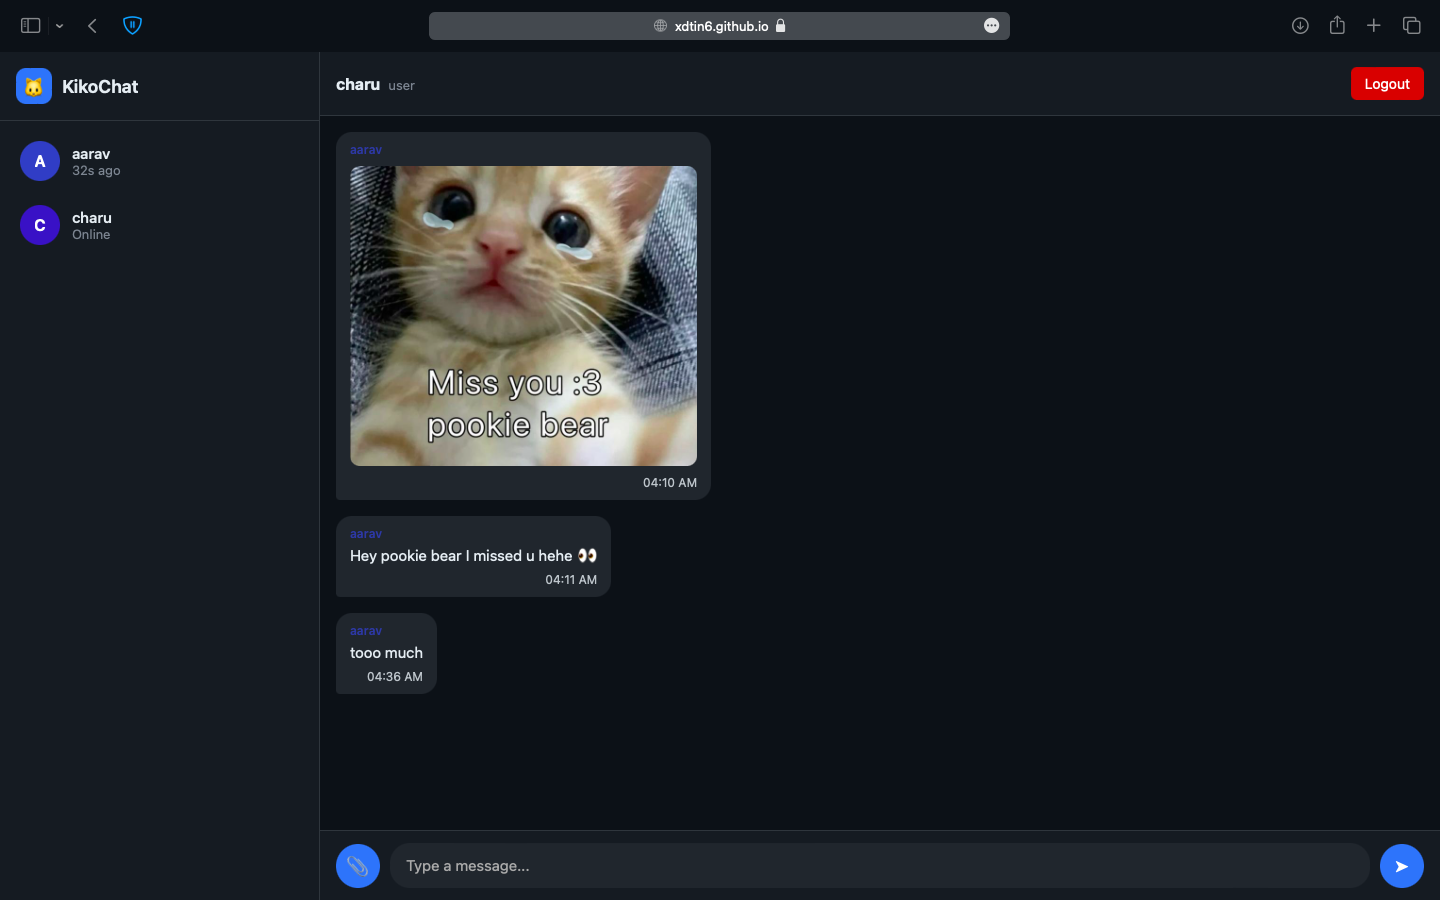 xdtin6.github.io
KikoChat
A
aarav
32s ago
C
charu
Online
charu user
Logout
aarav
Miss you :3
pookie bear
04:10 AM
aarav
Hey pookie bear I missed u hehe 👀
04:11 AM
aarav
tooo much
04:36 AM
Type a message...